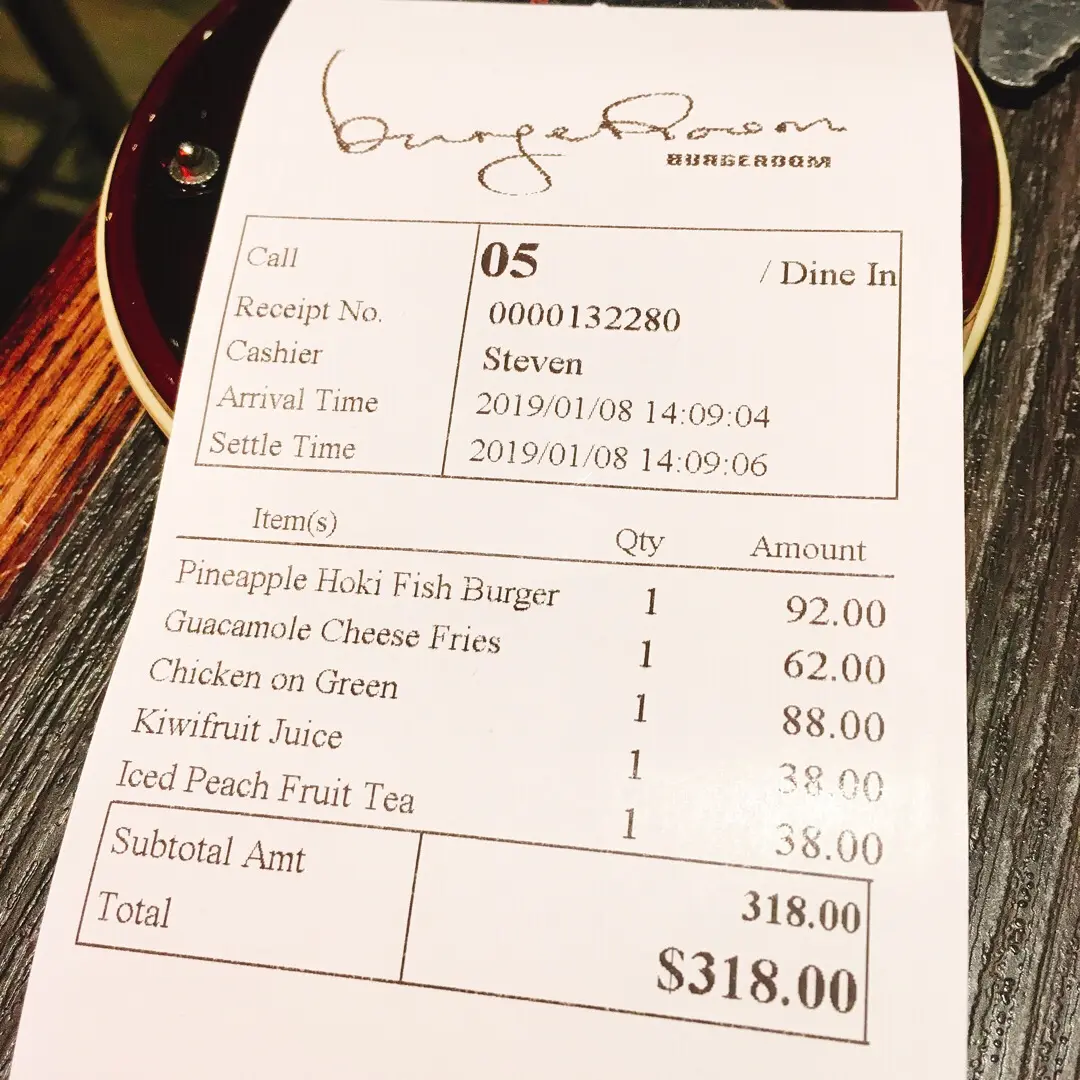 burgeRoom
BURGEROOM
Call 05 / Dine In
Receipt No. 0000132280
Cashier Steven
Arrival Time 2019/01/08 14:09:04
Settle Time 2019/01/08 14:09:06
Item(s) Qty Amount
Pineapple Hoki Fish Burger 1 92.00
Guacamole Cheese Fries 1 62.00
Chicken on Green 1 88.00
Kiwifruit Juice 1 38.00
Iced Peach Fruit Tea 1 38.00
Subtotal Amt 318.00
Total $318.00